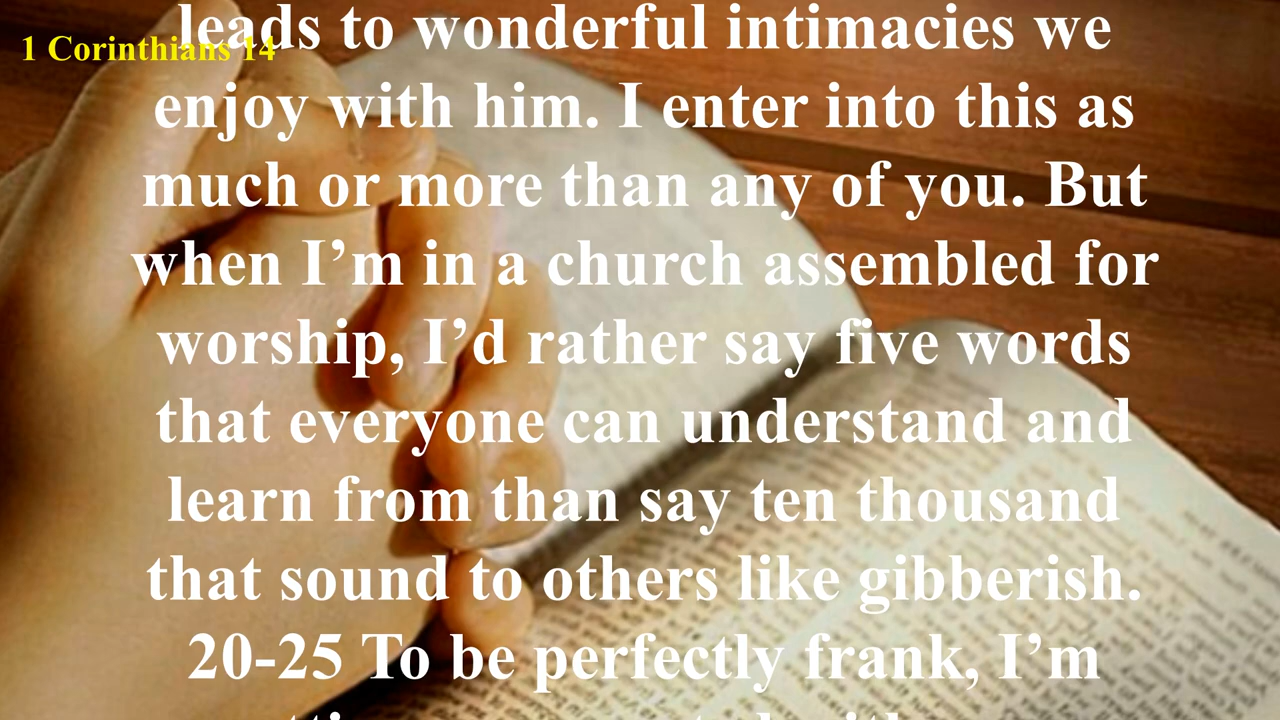 1 Corinthians 14
leads to wonderful intimacies we
enjoy with him. I enter into this as
much or more than any of you. But
when I’m in a church assembled for
worship, I’d rather say five words
that everyone can understand and
learn from than say ten thousand
that sound to others like gibberish.
20-25 To be perfectly frank, I’m